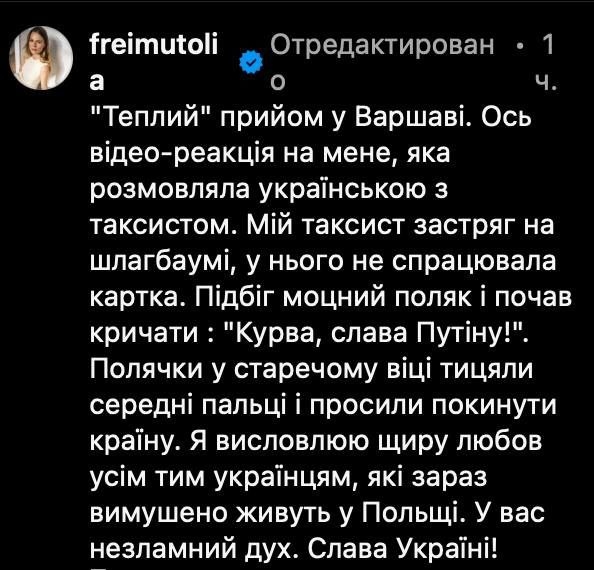 freimutoli Отредактирован · 1
а о ч.
"Теплий" прийом у Варшаві. Ось
відео-реакція на мене, яка
розмовляла українською з
таксистом. Мій таксист застряг на
шлагбаумі, у нього не спрацювала
картка. Підбіг моцний поляк і почав
кричати : "Курва, слава Путіну!".
Полячки у старечому віці тицяли
середні пальці і просили покинути
країну. Я висловлюю щиру любов
усім тим українцям, які зараз
вимушено живуть у Польщі. У вас
незламний дух. Слава Україні!